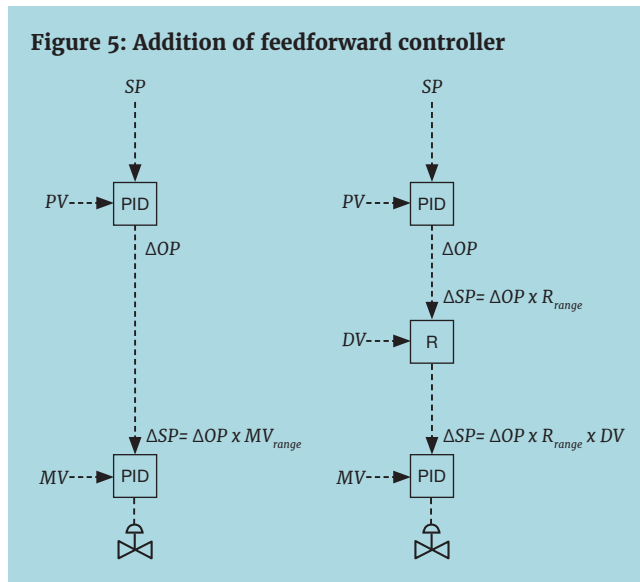 Figure 5: Addition of feedforward controller
SP SP
PV PID PV PID
ΔOP ΔOP
ΔSP= ΔOP x R_range
DV R
ΔSP= ΔOP x MV_range ΔSP= ΔOP x R_range x DV
MV PID MV PID